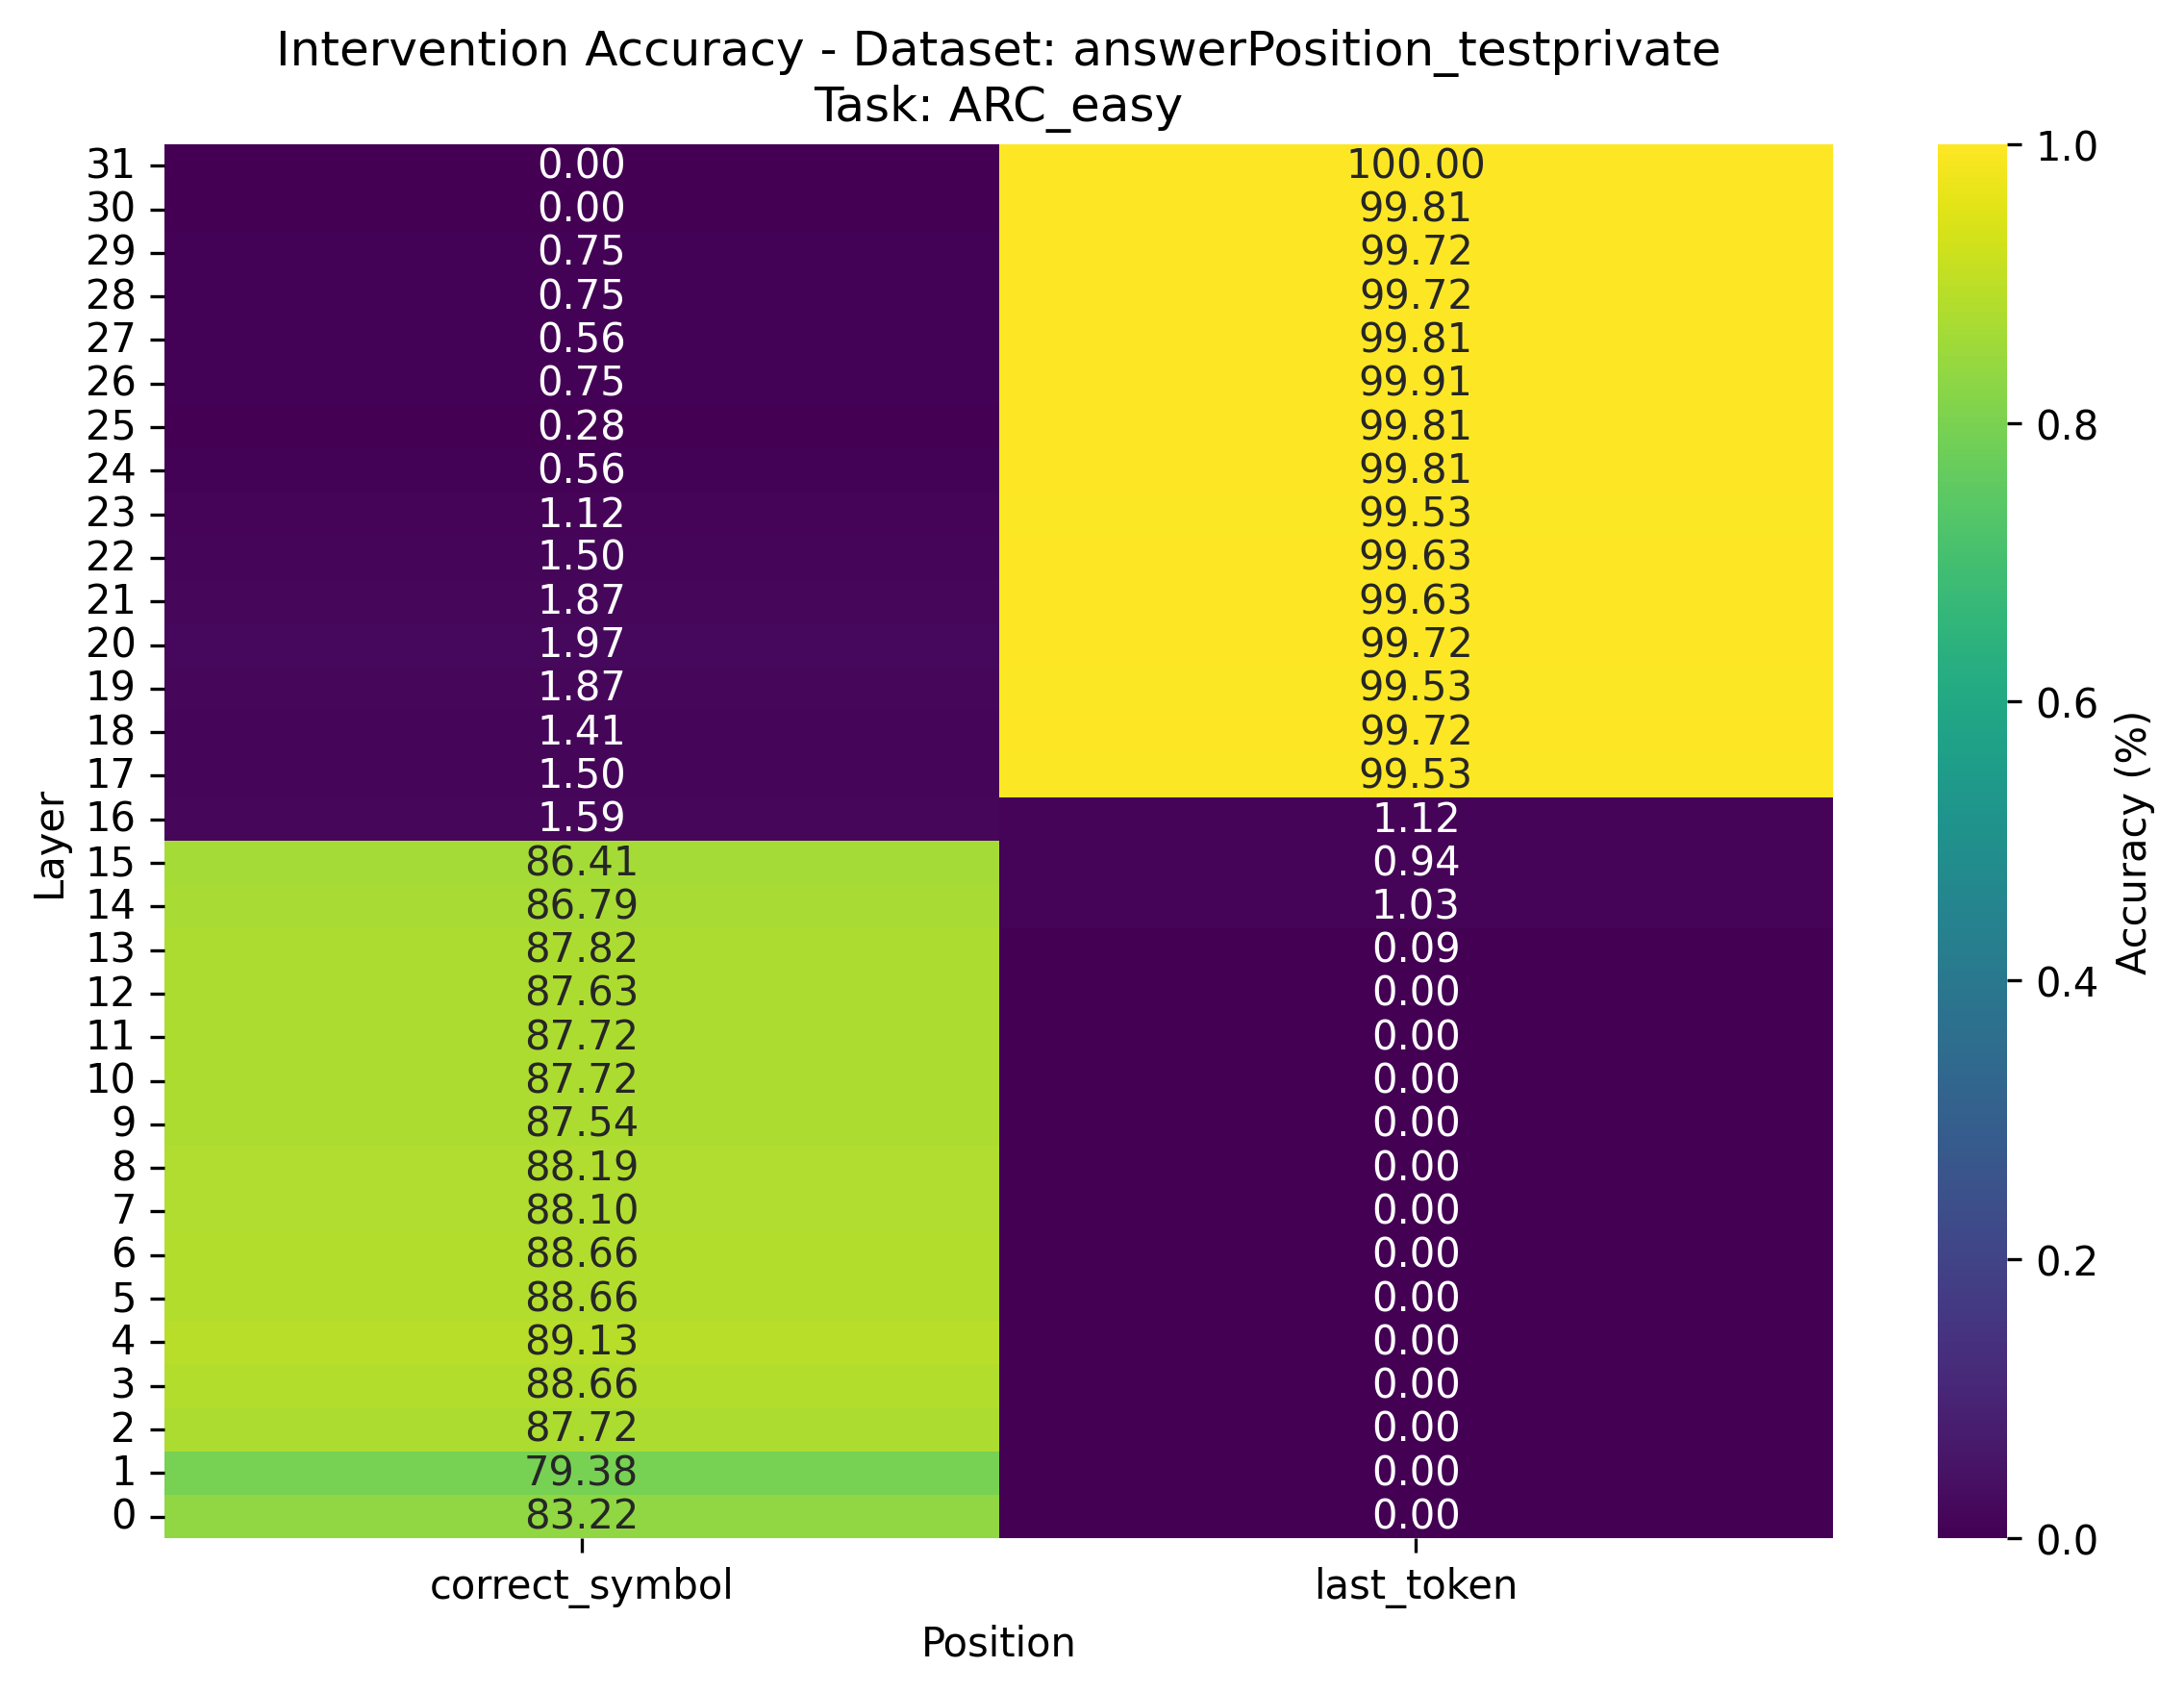 Intervention Accuracy - Dataset: answerPosition_testprivate
Task: ARC_easy
31 0.00 100.00
30 0.00 99.81
29 0.75 99.72
28 0.75 99.72
27 0.56 99.81
26 0.75 99.91
25 0.28 99.81
24 0.56 99.81
23 1.12 99.53
22 1.50 99.63
21 1.87 99.63
20 1.97 99.72
19 1.87 99.53
18 1.41 99.72
17 1.50 99.53
16 1.59 1.12
15 86.41 0.94
14 86.79 1.03
13 87.82 0.09
12 87.63 0.00
11 87.72 0.00
10 87.72 0.00
9 87.54 0.00
8 88.19 0.00
7 88.10 0.00
6 88.66 0.00
5 88.66 0.00
4 89.13 0.00
3 88.66 0.00
2 87.72 0.00
1 79.38 0.00
0 83.22 0.00
Layer
correct_symbol last_token
Position
1.0
0.8
0.6
0.4
0.2
0.0
Accuracy (%)